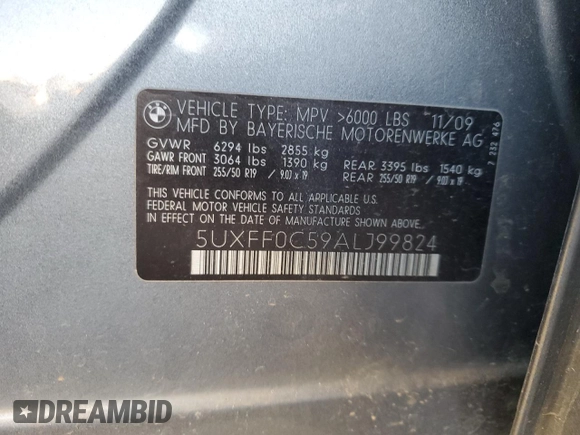 VEHICLE TYPE: MPV >6000 LBS 11/09
MFD BY BAYERISCHE MOTORENWERKE AG
GVWR 6294 lbs 2855 kg
GAWR FRONT 3064 lbs 1390 kg REAR 3395 lbs 1540 kg
TIRE/RIM FRONT 255/50 R19 / 9.0J x 19 REAR 255/50 R19 / 9.0J x 19
THIS VEHICLE CONFORMS TO ALL APPLICABLE U.S.
FEDERAL MOTOR VEHICLE SAFETY STANDARDS
IN EFFECT ON THE DATE OF MANUFACTURE SHOWN ABOVE.
5UXFF0C59ALJ99824
7 232 476
DREAMBID